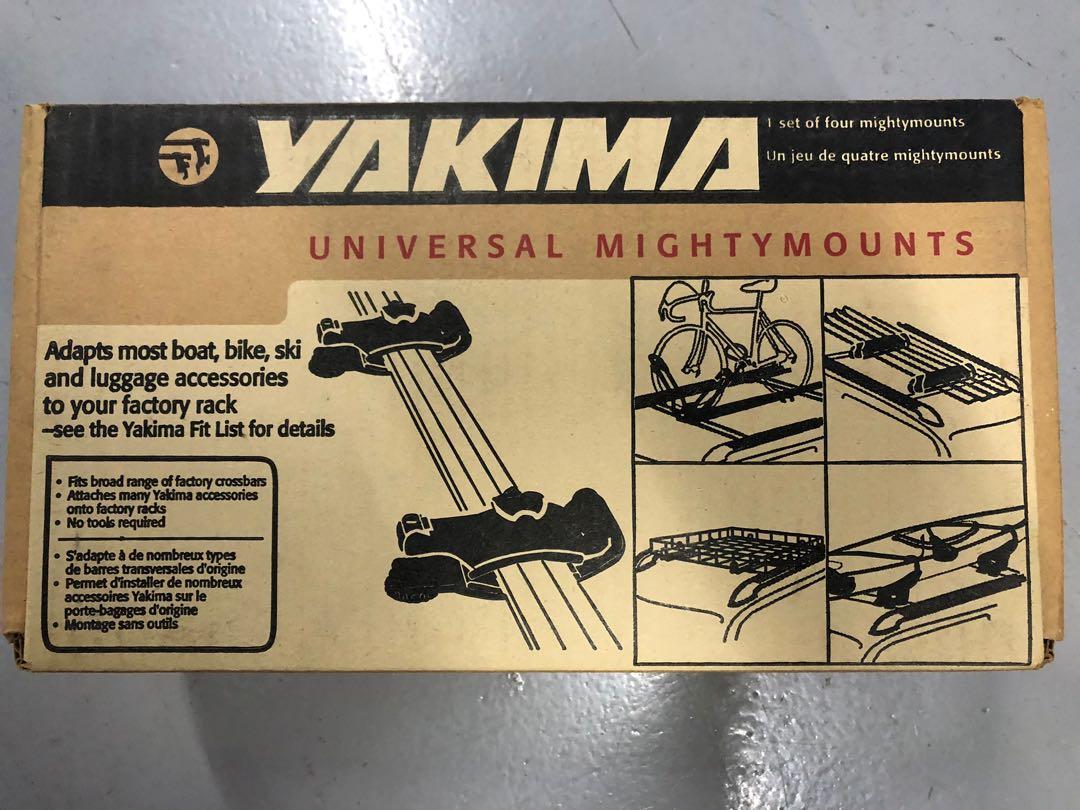 YAKIMA
1 set of four mightymounts
Un jeu de quatre mightymounts
UNIVERSAL MIGHTYMOUNTS
Adapts most boat, bike, ski
and luggage accessories
to your factory rack
–see the Yakima Fit List for details
• Fits broad range of factory crossbars
• Attaches many Yakima accessories
onto factory racks
• No tools required
• S'adapte à de nombreux types
de barres transversales d'origine
• Permet d'installer de nombreux
accessoires Yakima sur le
porte-bagages d'origine
• Montage sans outils